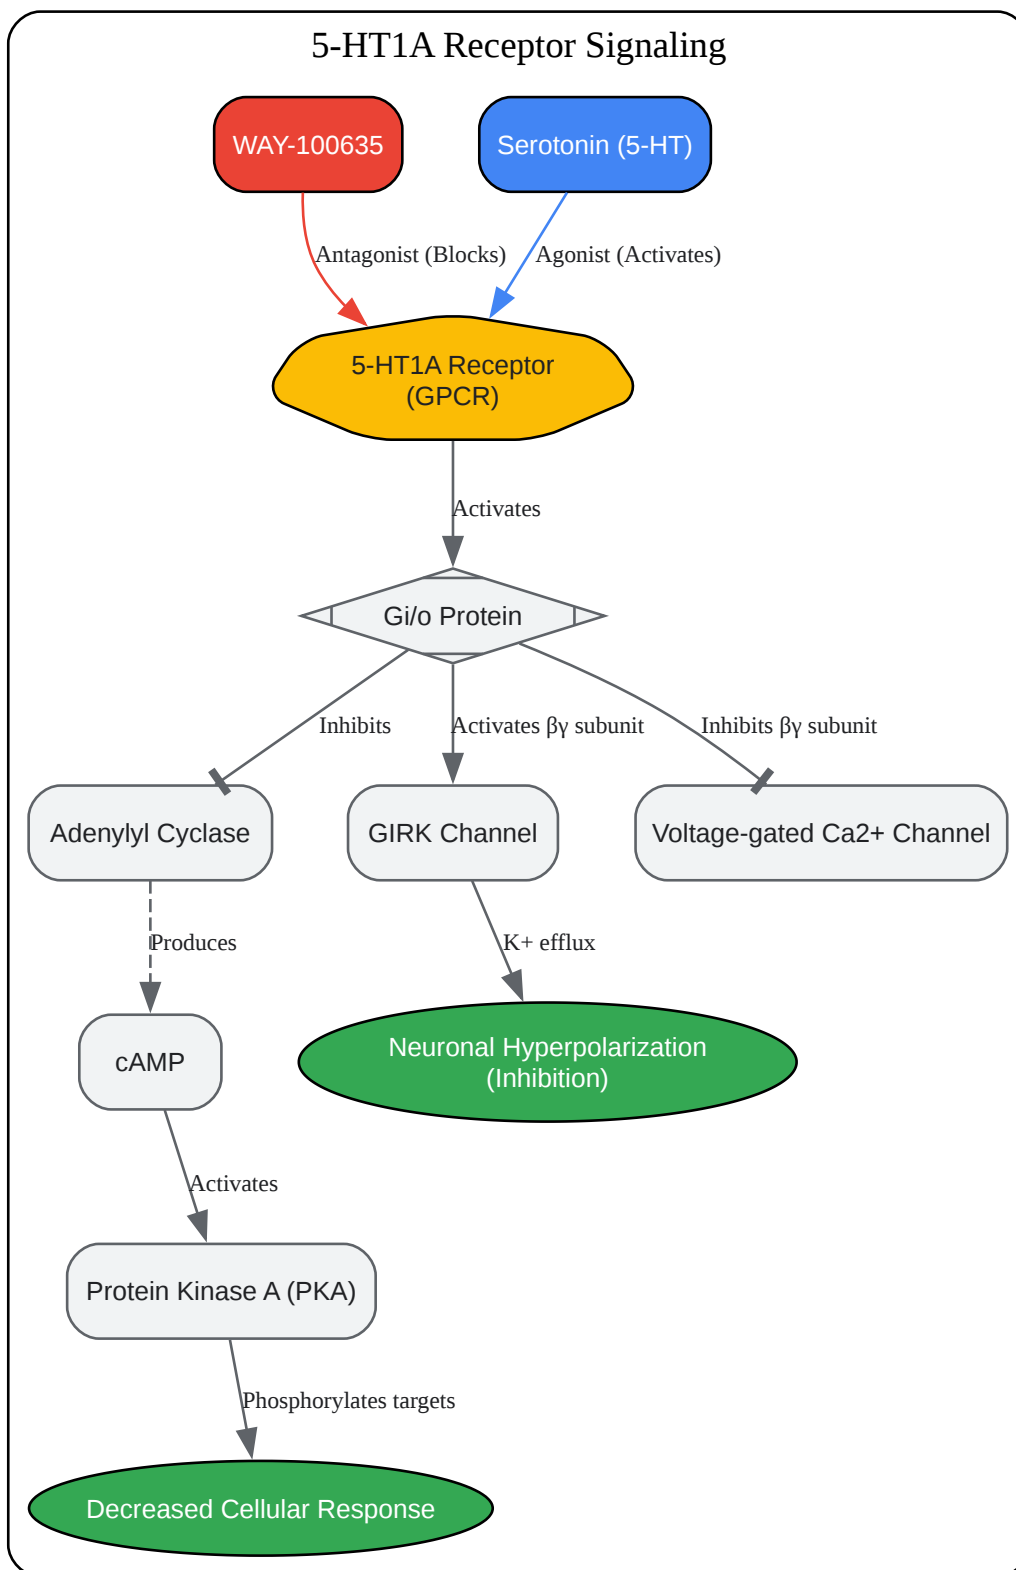 5-HT1A Receptor Signaling
WAY-100635
Serotonin (5-HT)
Antagonist (Blocks)
Agonist (Activates)
5-HT1A Receptor
(GPCR)
Activates
Gi/o Protein
Inhibits
Activates βγ subunit
Inhibits βγ subunit
Adenylyl Cyclase
GIRK Channel
Voltage-gated Ca2+ Channel
Produces
K+ efflux
cAMP
Neuronal Hyperpolarization
(Inhibition)
Activates
Protein Kinase A (PKA)
Phosphorylates targets
Decreased Cellular Response